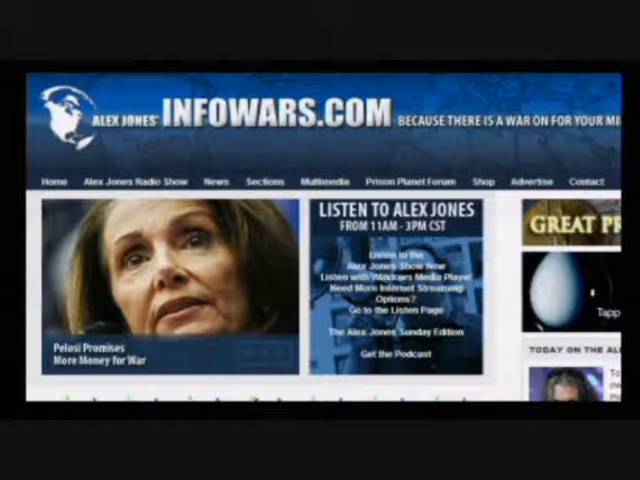 ALEX JONES' INFOWARS.COM BECAUSE THERE IS A WAR ON FOR YOUR MI
Home Alex Jones Radio Show News Sections Multimedia Prison Planet Forum Shop Advertise Contact
LISTEN TO ALEX JONES
FROM 11AM - 3PM CST
Listen to the
Alex Jones Show Now
Listen with Windows Media Player
Need More Internet Streaming
Options?
Go to the Listen Page
The Alex Jones Sunday Edition
Get the Podcast
Pelosi Promises
More Money for War
GREAT PR
Tapp
TODAY ON THE AL
To